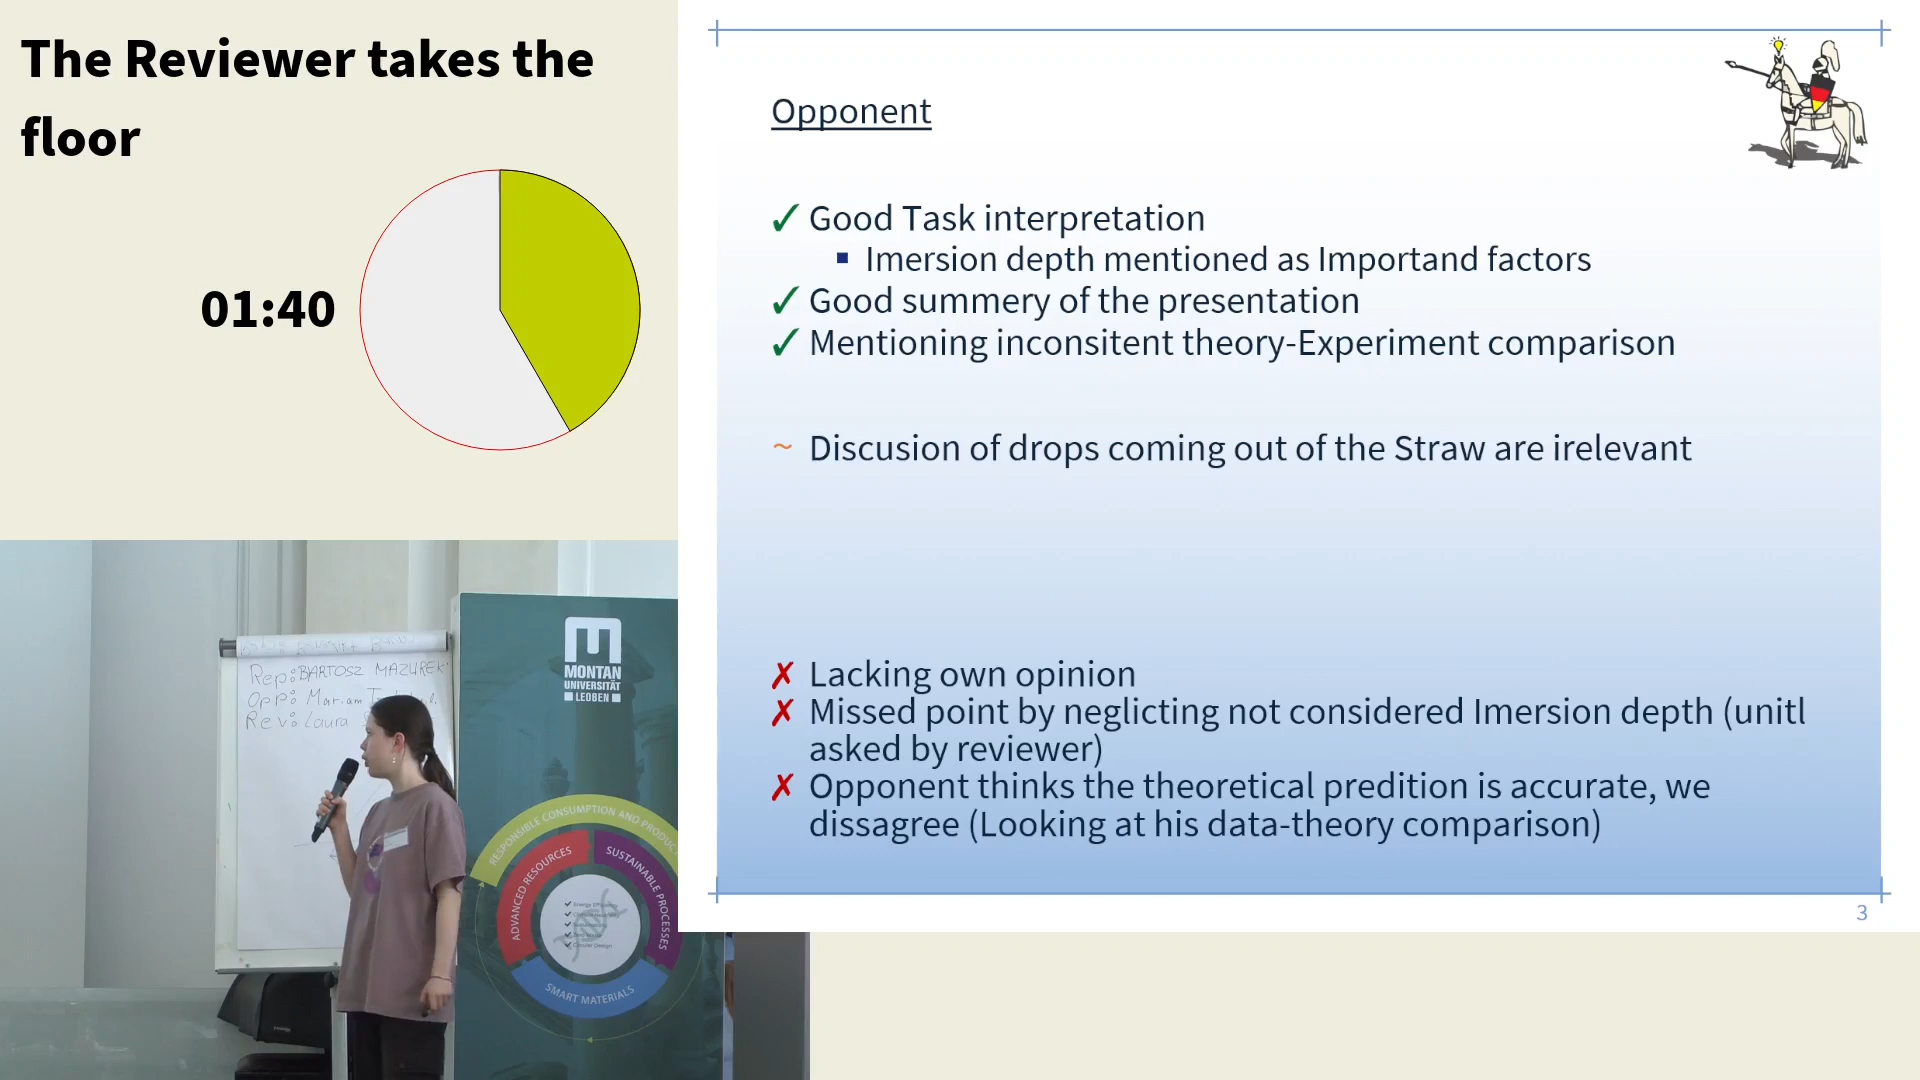 The Reviewer takes the
floor
01:40
Opponent
✓ Good Task interpretation
▪ Imersion depth mentioned as Importand factors
✓ Good summery of the presentation
✓ Mentioning inconsitent theory-Experiment comparison
~ Discusion of drops coming out of the Straw are irelevant
✗ Lacking own opinion
✗ Missed point by neglicting not considered Imersion depth (unitl
asked by reviewer)
✗ Opponent thinks the theoretical predition is accurate, we
dissagree (Looking at his data-theory comparison)
3
Rep: BARTOSZ MAZUREK
Opp: Mariam
Rev: Laura
MONTAN
UNIVERSITÄT
LEOBEN
RESPONSIBLE CONSUMPTION AND
ADVANCED RESOURCES
SUSTAINABLE PROCESSES
SMART MATERIALS
Circular Design